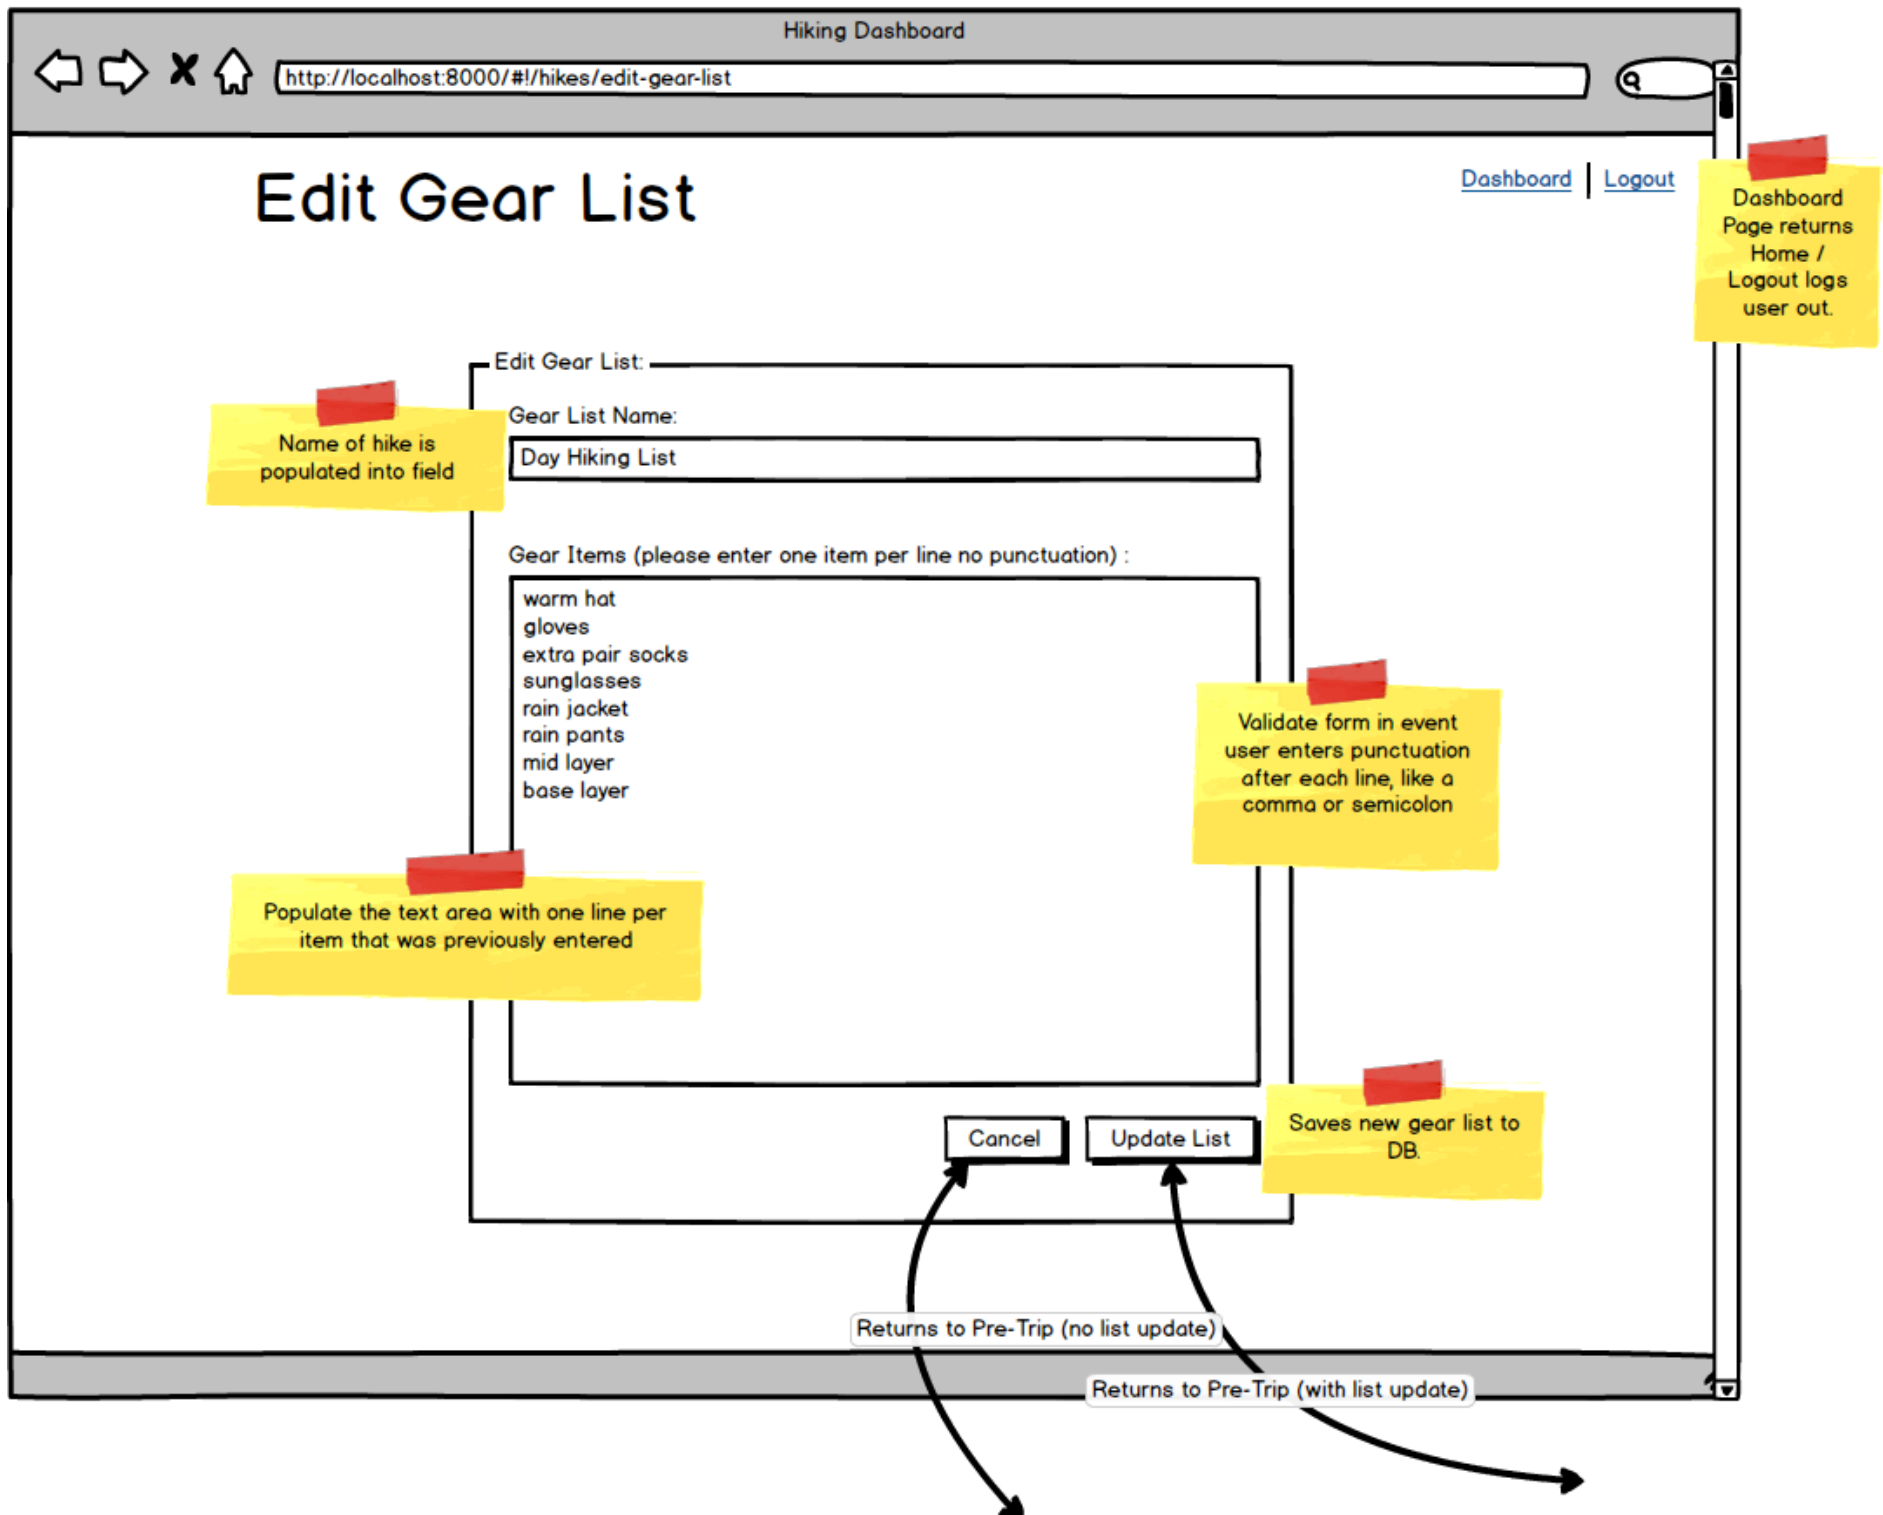 Hiking Dashboard
http://localhost:8000/#!/hikes/edit-gear-list
Edit Gear List
Dashboard
Logout
Dashboard
Page returns
Home /
Logout logs
user out.
Edit Gear List:
Gear List Name:
Name of hike is
populated into field
Day Hiking List
Gear Items (please enter one item per line no punctuation) :
warm hat
gloves
extra pair socks
sunglasses
rain jacket
rain pants
mid layer
base layer
Validate form in event
user enters punctuation
after each line, like a
comma or semicolon
Populate the text area with one line per
item that was previously entered
Cancel
Update List
Saves new gear list to
DB.
Returns to Pre-Trip (no list update)
Returns to Pre-Trip (with list update)